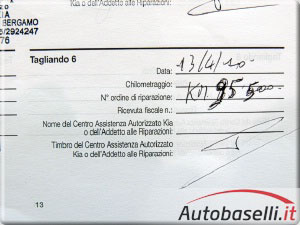 Kia o dell'Addetto alle Riparazioni:
BERGAMO
/2924247
76
Tagliando 6
Data: 13/4/10
Chilometraggio: KM 95500
N° ordine di riparazione:
Ricevuta fiscale n.:
Nome del Centro Assistenza Autorizzato Kia
o dell'Addetto alle Riparazioni:
Timbro del Centro Assistenza Autorizzato
Kia o dell'Addetto alle Riparazioni:
13
Autobaselli.it